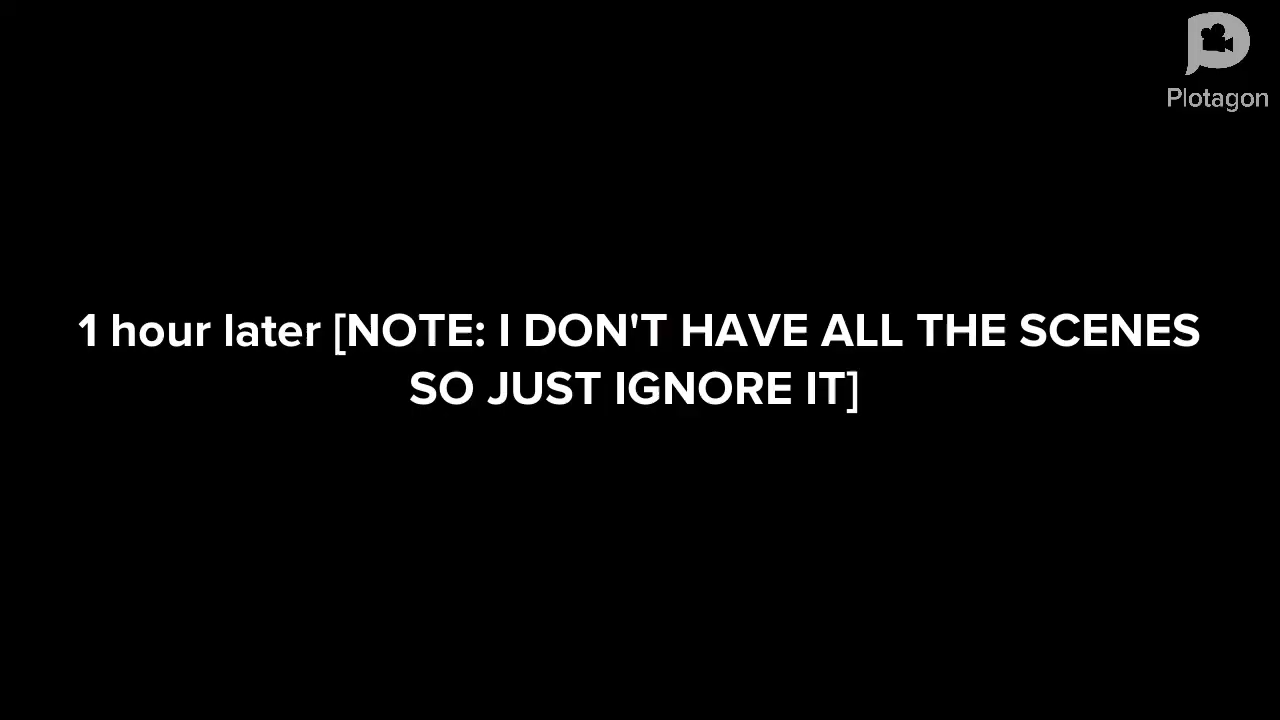 Plotagon
1 hour later [NOTE: I DON'T HAVE ALL THE SCENES
SO JUST IGNORE IT]